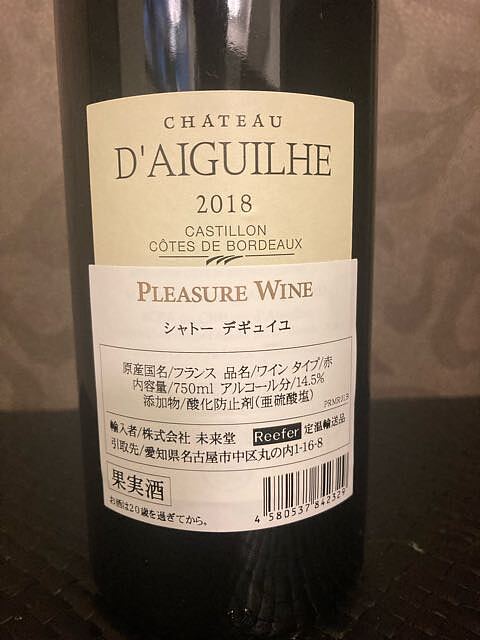 CHÂTEAU
D'AIGUILHE
2018
CASTILLON
CÔTES DE BORDEAUX
PLEASURE WINE
シャトー デギュイユ
原産国名/フランス 品名/ワイン タイプ/赤
内容量/750ml アルコール分/14.5%
添加物/酸化防止剤(亜硫酸塩)
輸入者/株式会社 未来堂 Reefer 定温輸送品
引取先/愛知県名古屋市中区丸の内1-16-8
果実酒
お酒は20歳を過ぎてから。
4 580537 842329